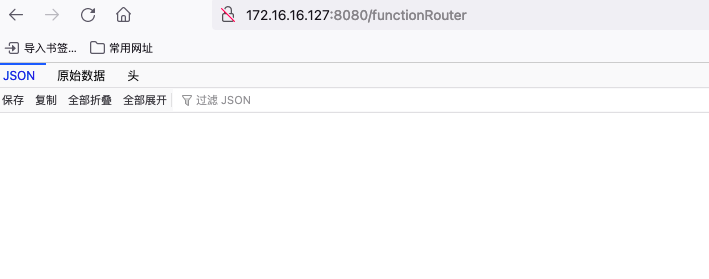 172.16.16.127:8080/functionRouter
导入书签... 常用网址
JSON 原始数据 头
保存 复制 全部折叠 全部展开 过滤 JSON